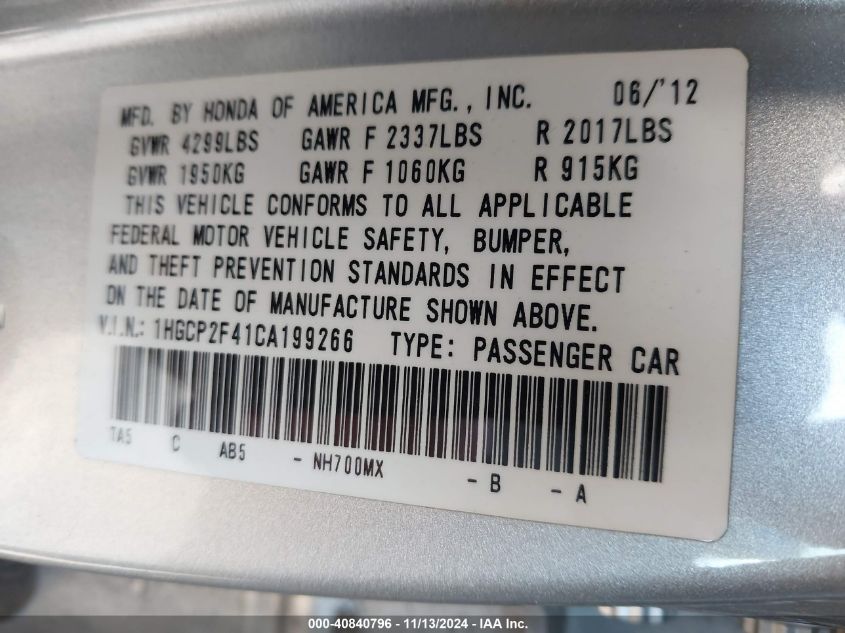 MFD. BY HONDA OF AMERICA MFG., INC. 06/'12
GVWR 4299LBS GAWR F 2337LBS R 2017LBS
GVWR 1950KG GAWR F 1060KG R 915KG
THIS VEHICLE CONFORMS TO ALL APPLICABLE
FEDERAL MOTOR VEHICLE SAFETY, BUMPER,
AND THEFT PREVENTION STANDARDS IN EFFECT
ON THE DATE OF MANUFACTURE SHOWN ABOVE.
V.I.N.: 1HGCP2F41CA199266 TYPE: PASSENGER CAR
TA5 C AB5 - NH700MX - B - A
000-40840796 - 11/13/2024 - IAA Inc.